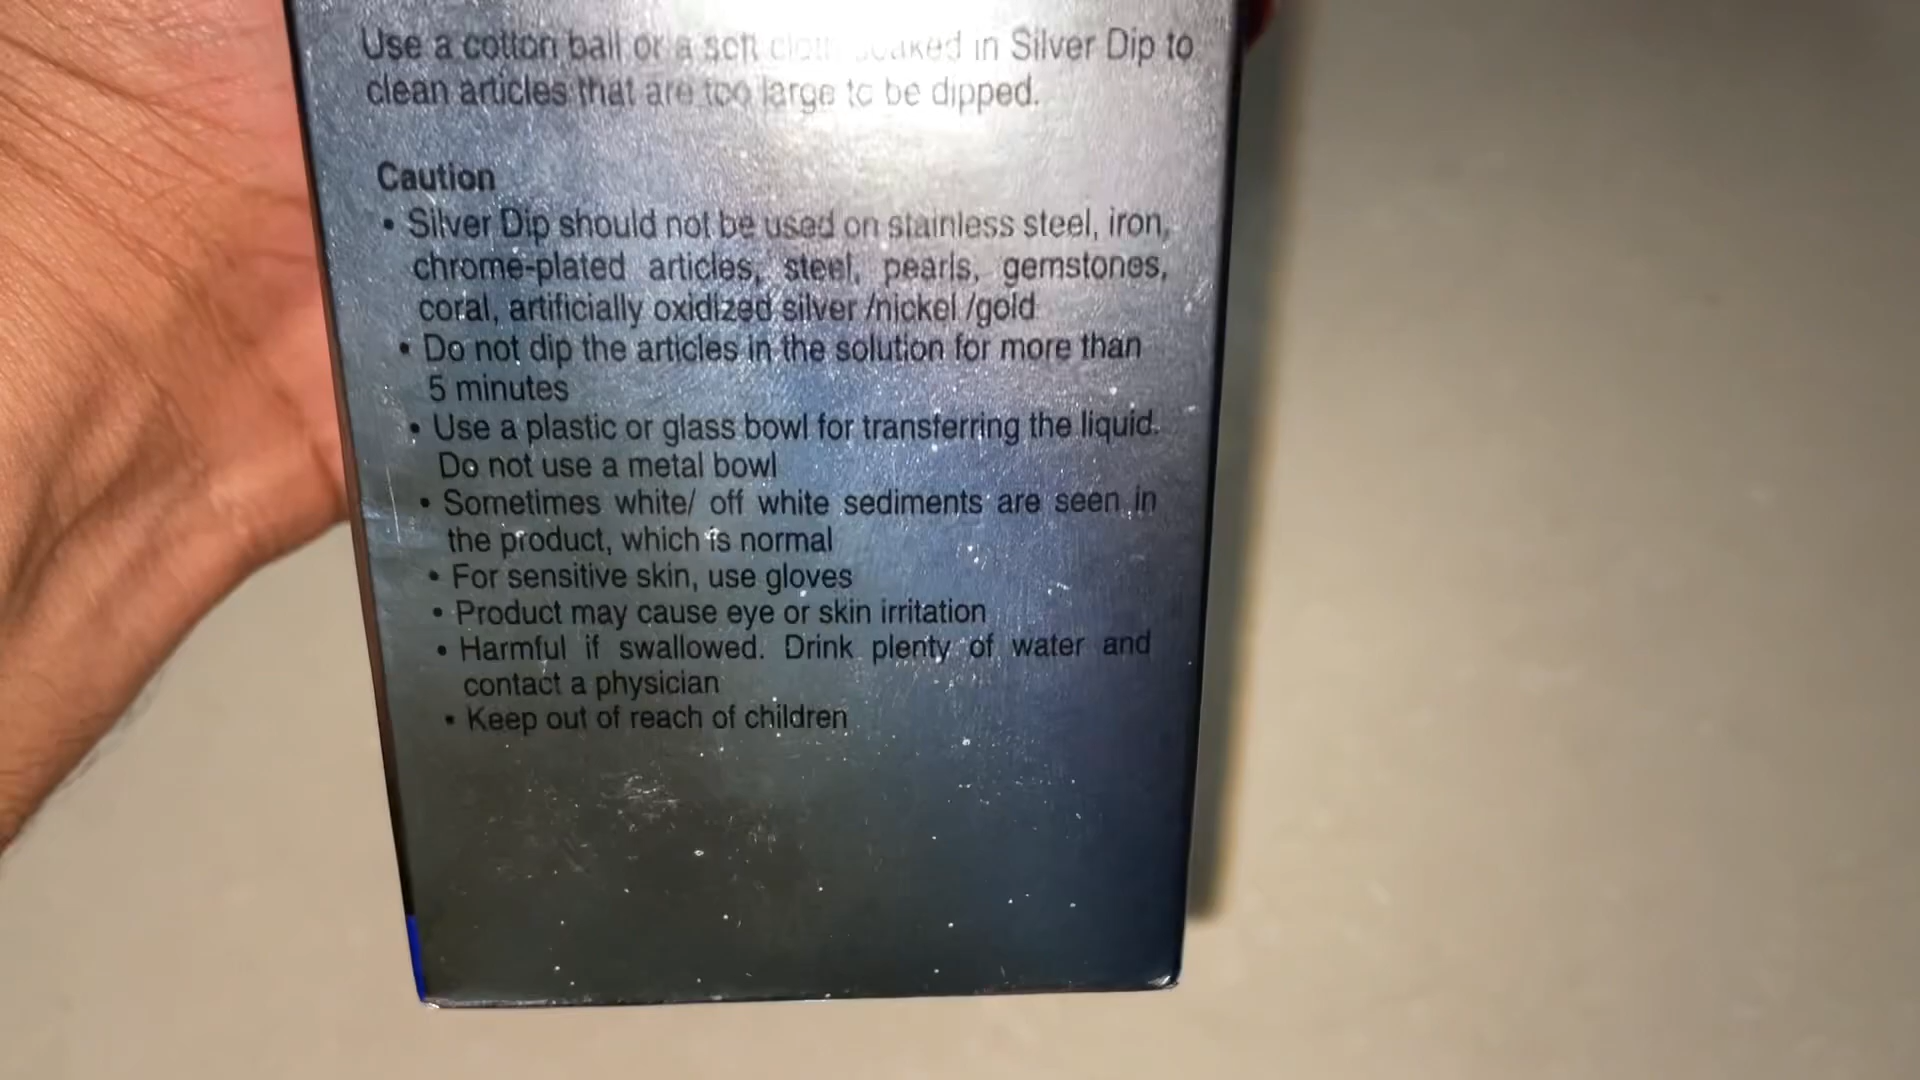 Use a cotton ball or a soft cloth soaked in Silver Dip to
clean articles that are too large to be dipped.
Caution
• Silver Dip should not be used on stainless steel, iron,
chrome-plated articles, steel, pearls, gemstones,
coral, artificially oxidized silver /nickel /gold
• Do not dip the articles in the solution for more than
5 minutes
• Use a plastic or glass bowl for transferring the liquid.
Do not use a metal bowl
• Sometimes white/ off white sediments are seen in
the product, which is normal
• For sensitive skin, use gloves
• Product may cause eye or skin irritation
• Harmful if swallowed. Drink plenty of water and
contact a physician
• Keep out of reach of children